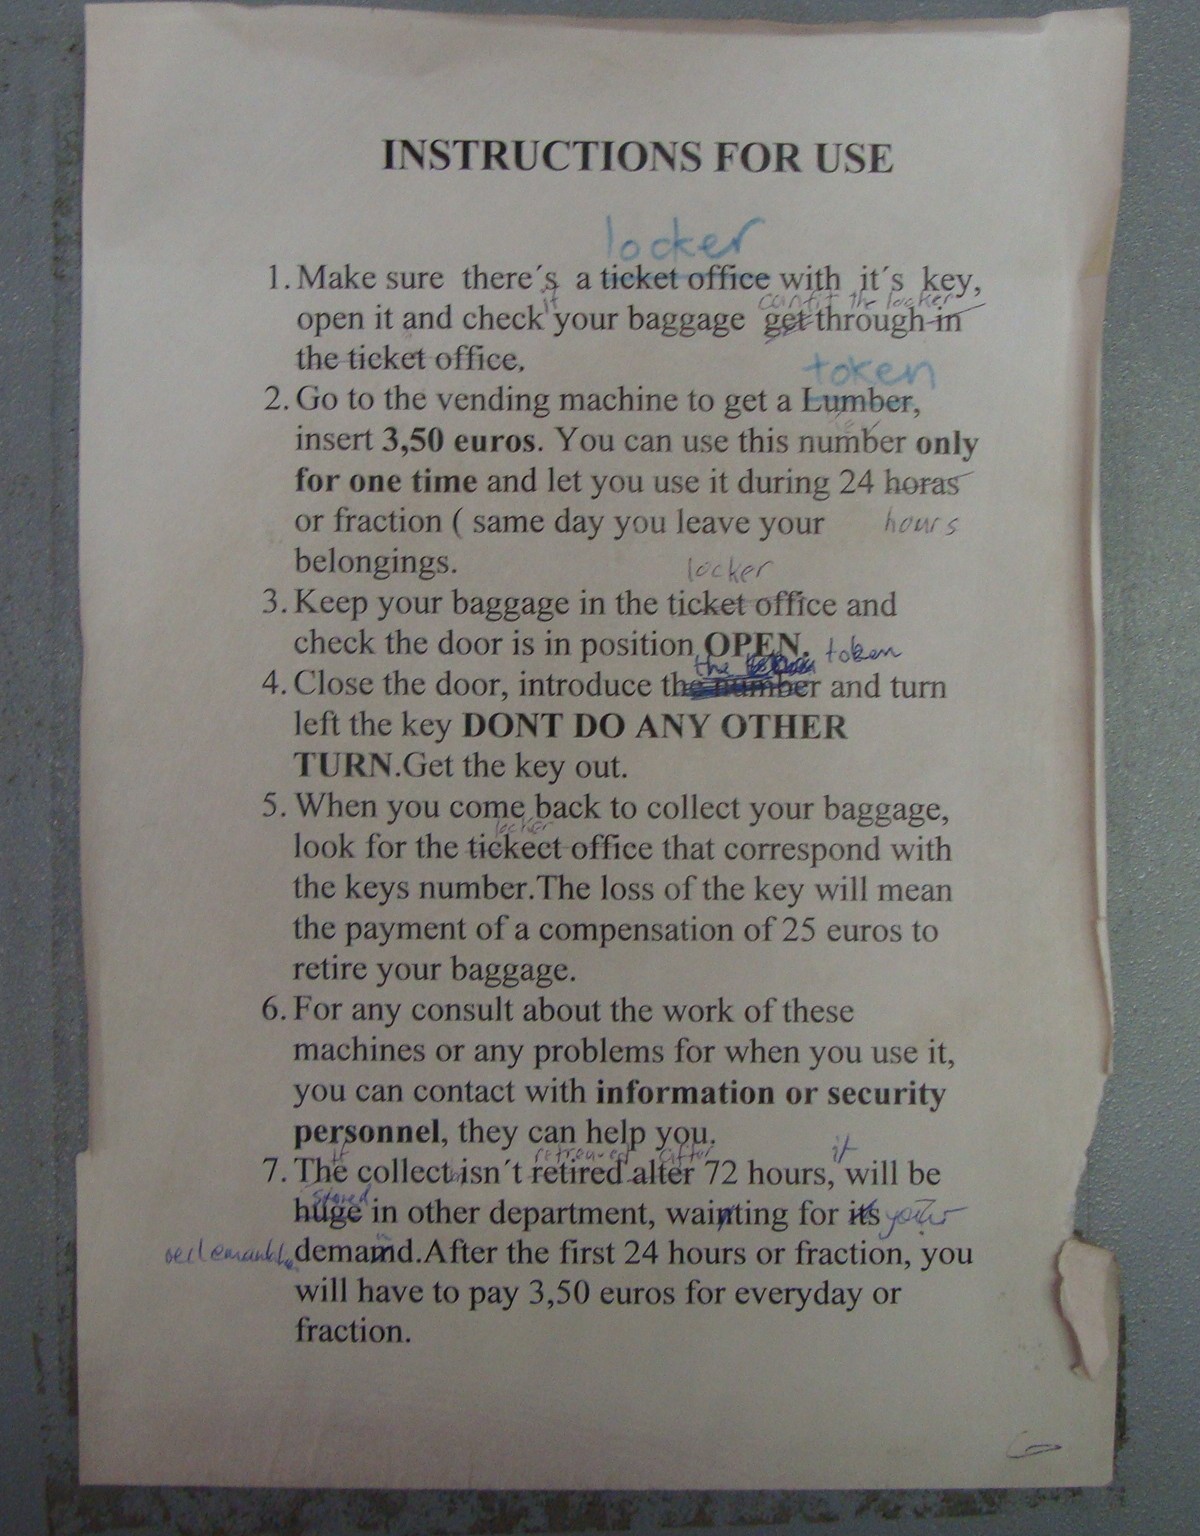 INSTRUCTIONS FOR USE
locker
1. Make sure there´s a ticket office with it´s key,
it can fit the locker
open it and check your baggage get through in
the ticket office,
token
2. Go to the vending machine to get a Lumber,
insert 3,50 euros. You can use this number only
for one time and let you use it during 24 horas
or fraction ( same day you leave your hours
belongings.
locker
3. Keep your baggage in the ticket office and
check the door is in position OPEN.
the token
4. Close the door, introduce the number and turn
left the key DONT DO ANY OTHER
TURN.Get the key out.
5. When you come back to collect your baggage,
locker
look for the tickect office that correspond with
the keys number.The loss of the key will mean
the payment of a compensation of 25 euros to
retire your baggage.
6. For any consult about the work of these
machines or any problems for when you use it,
you can contact with information or security
personnel, they can help you.
If retreaved after it
7. The collect isn´t retired alter 72 hours, will be
stored
huge in other department, wainting for its your
demaind.After the first 24 hours or fraction, you
will have to pay 3,50 euros for everyday or
fraction.